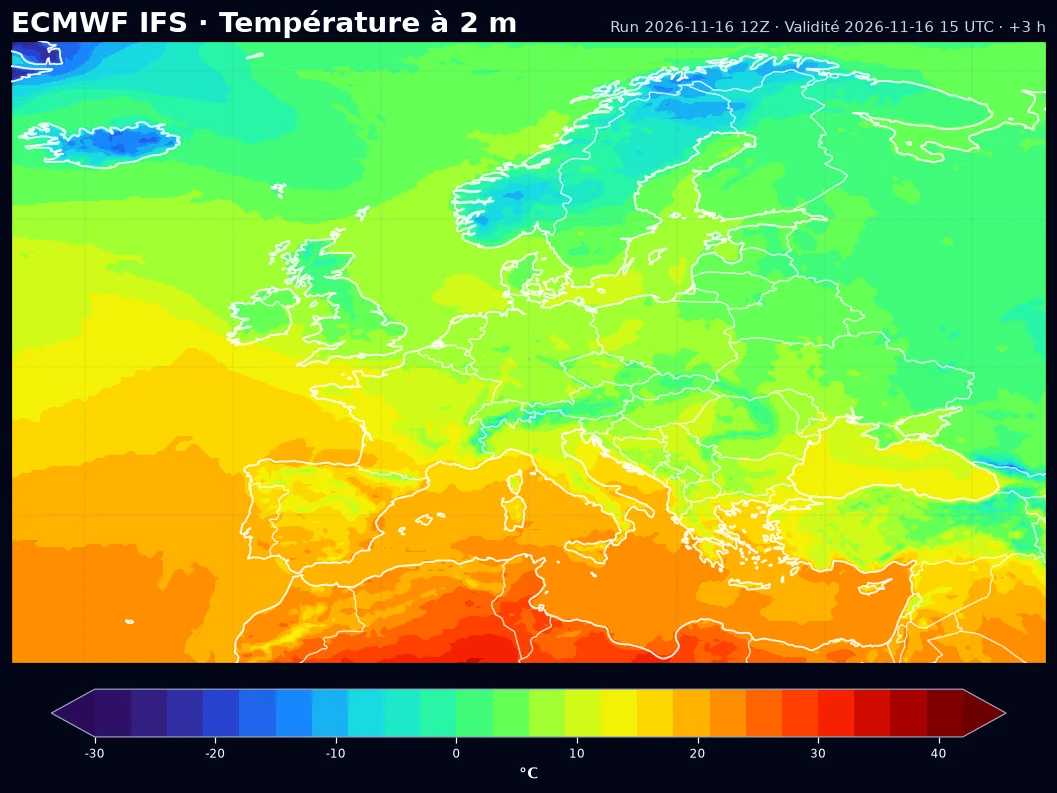 ECMWF IFS · Température à 2 m
Run 2026-11-16 12Z · Validité 2026-11-16 15 UTC · +3 h
-30 -20 -10 0 10 20 30 40
°C